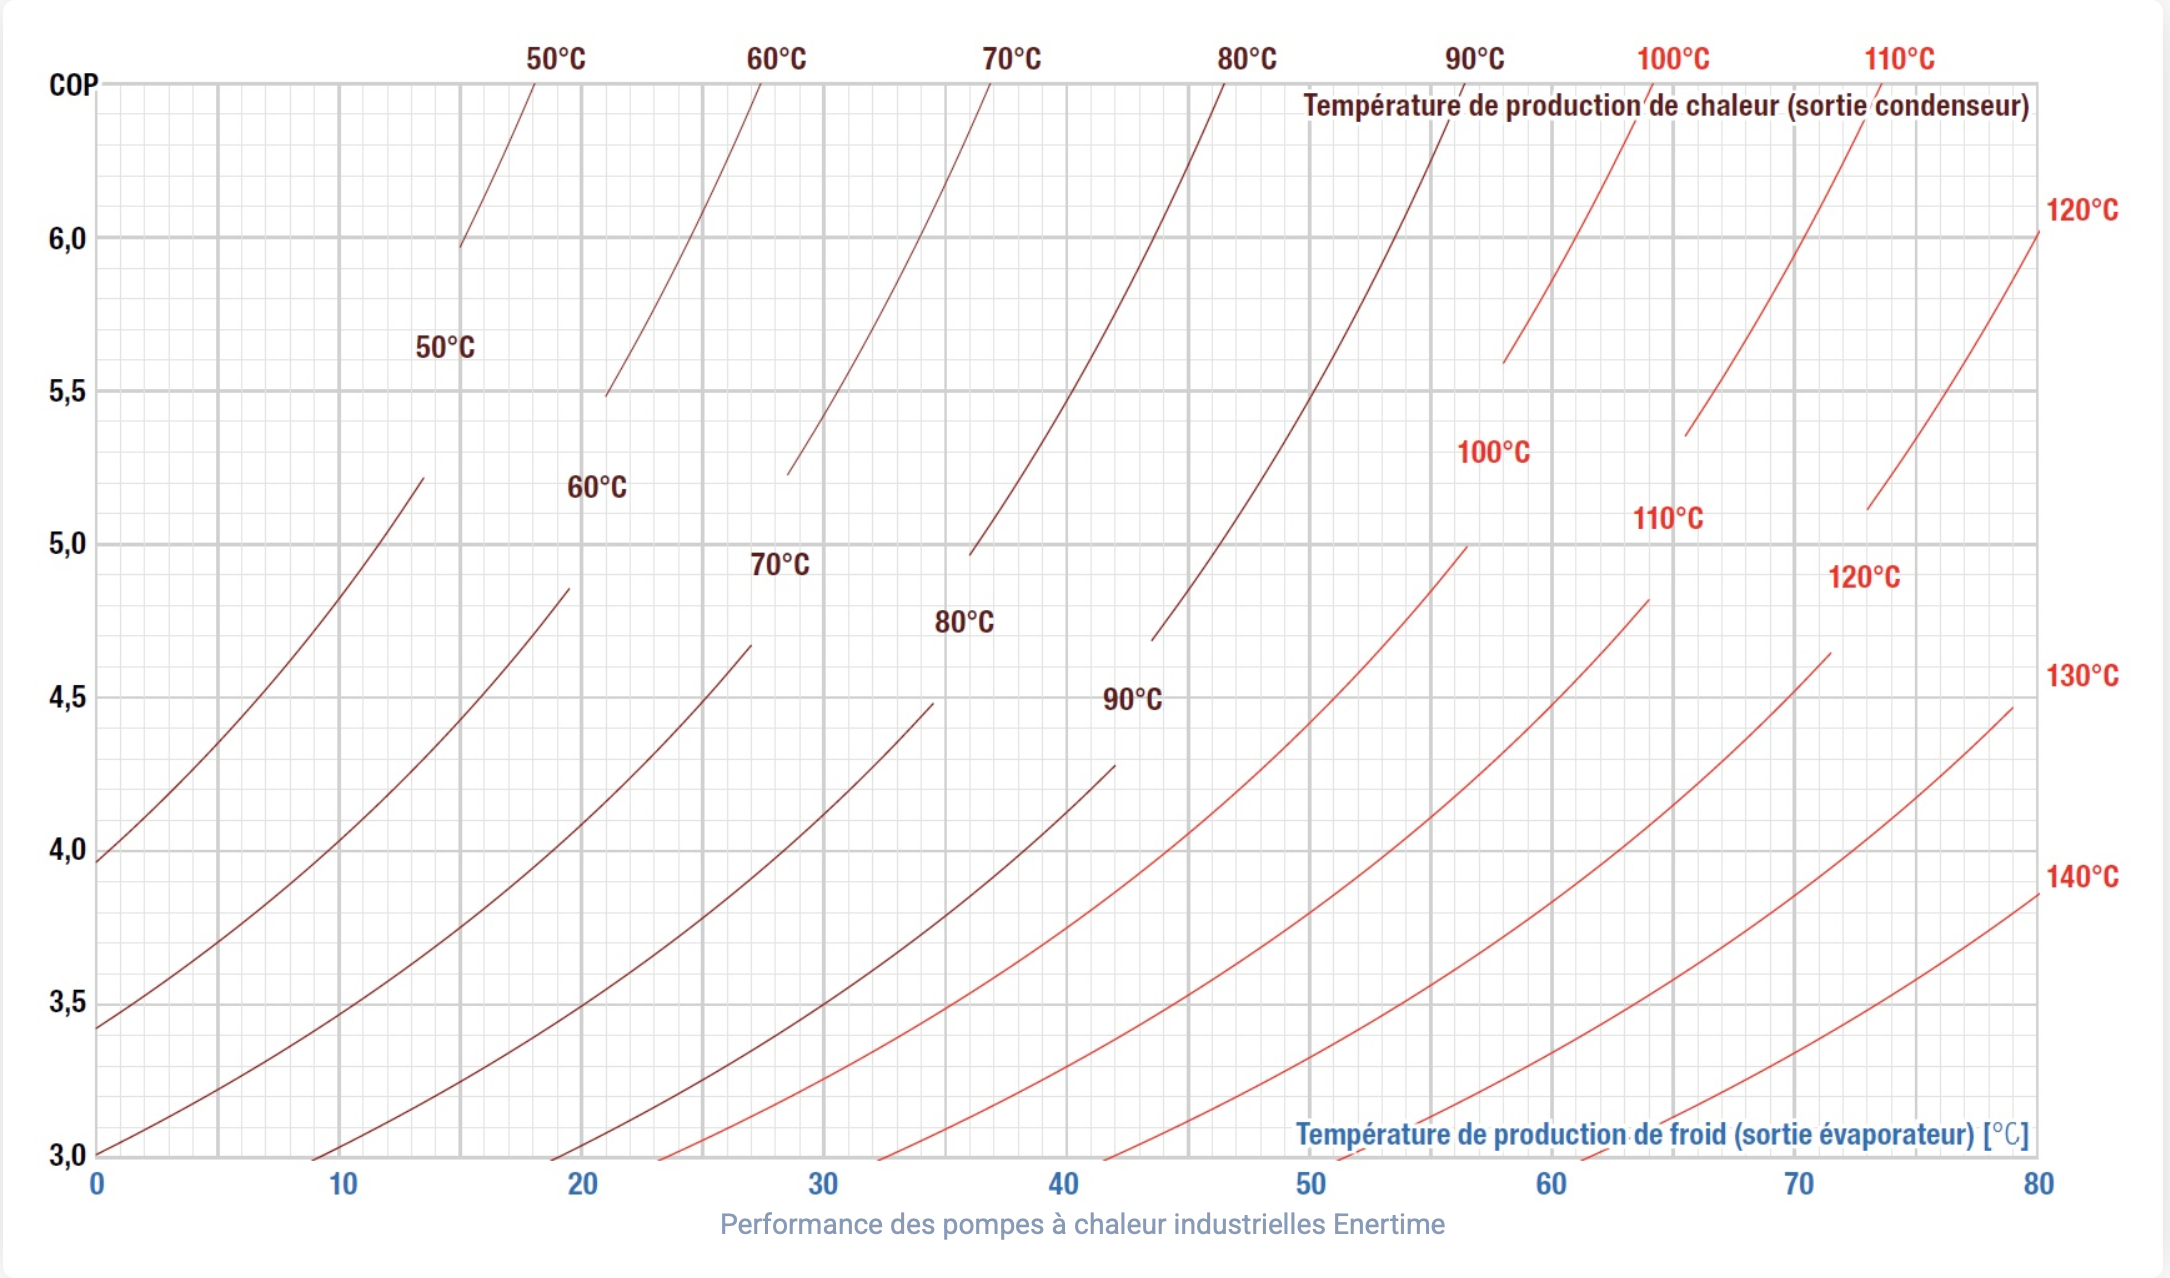 50°C 60°C 70°C 80°C 90°C 100°C 110°C
COP
Température de production de chaleur (sortie condenseur)
120°C
6,0
50°C
5,5
100°C
60°C
110°C
5,0
70°C
120°C
80°C
130°C
4,5
90°C
4,0
140°C
3,5
Température de production de froid (sortie évaporateur) [°C]
3,0
0 10 20 30 40 50 60 70 80
Performance des pompes à chaleur industrielles Enertime